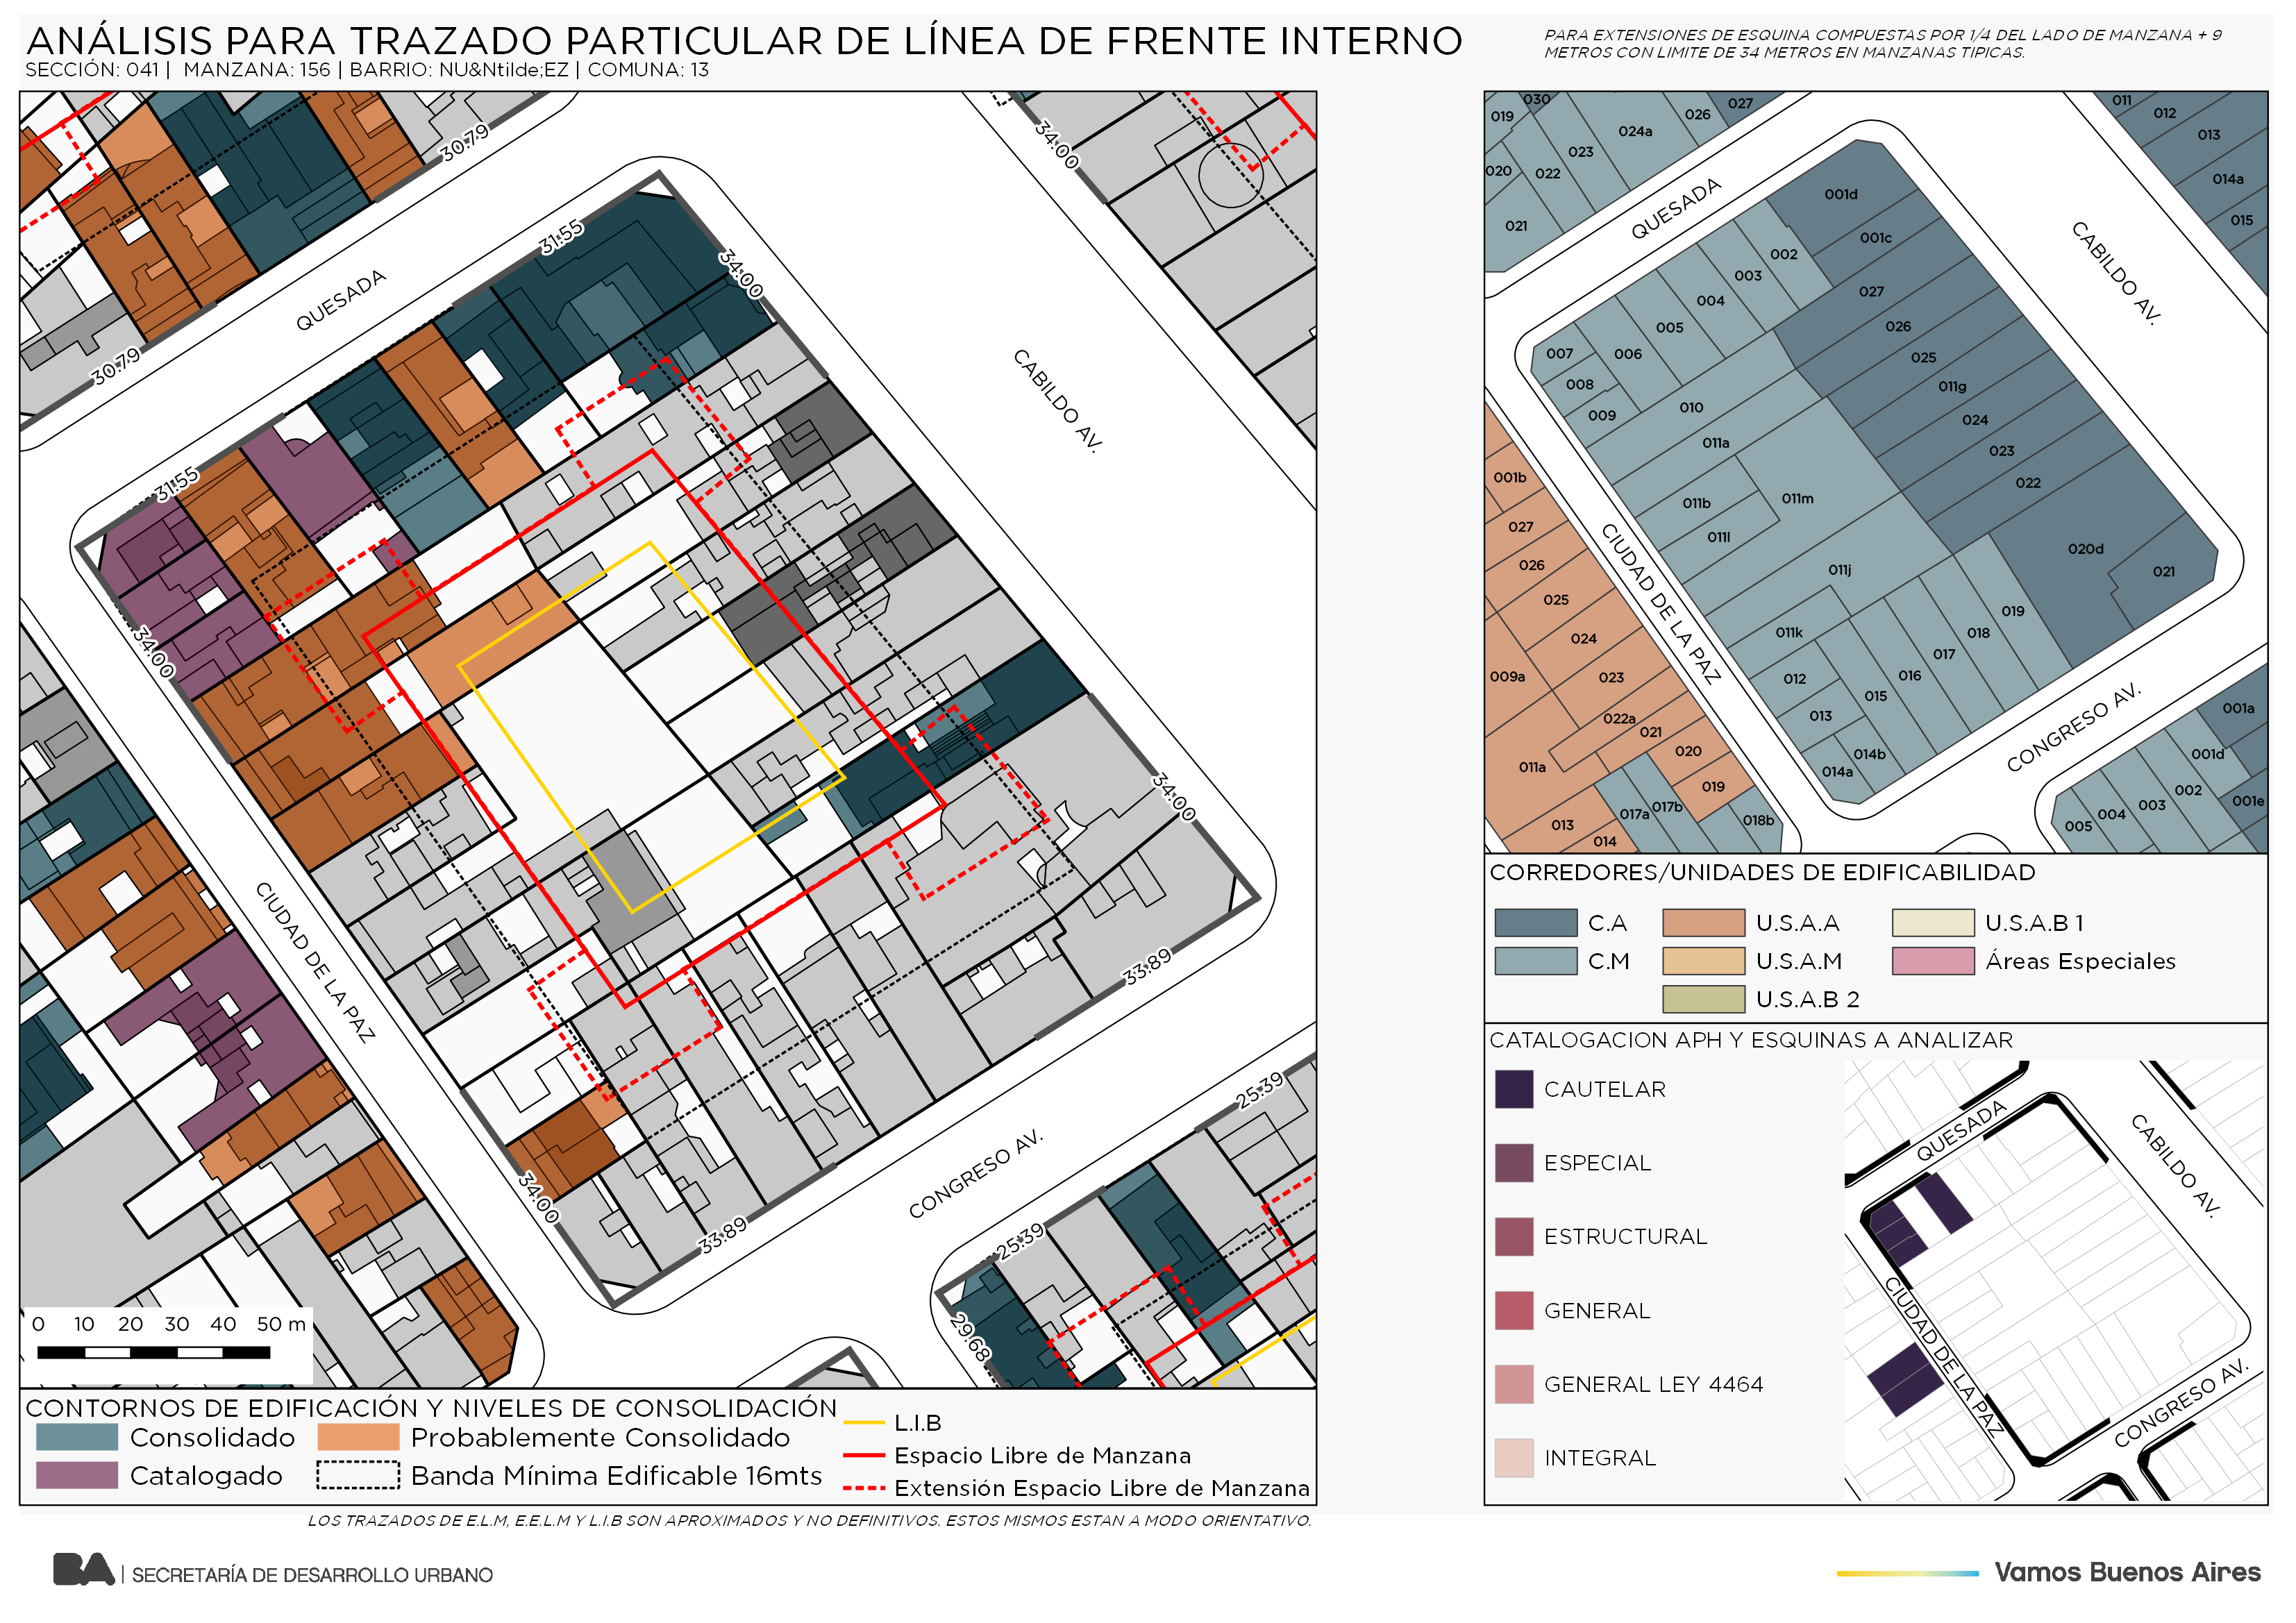 ANÁLISIS PARA TRAZADO PARTICULAR DE LÍNEA DE FRENTE INTERNO
SECCIÓN: 041 | MANZANA: 156 | BARRIO: NU&Ntilde;EZ | COMUNA: 13
PARA EXTENSIONES DE ESQUINA COMPUESTAS POR 1/4 DEL LADO DE MANZANA + 9
METROS CON LIMITE DE 34 METROS EN MANZANAS TIPICAS.
30.79
34.00
QUESADA
31.55
34.00
30.79
CABILDO AV.
31.55
34.00
34.00
CIUDAD DE LA PAZ
33.89
34.00
33.89
CONGRESO AV.
25.39
25.39
29.68
0 10 20 30 40 50 m
CONTORNOS DE EDIFICACIÓN Y NIVELES DE CONSOLIDACIÓN
Consolidado
Probablemente Consolidado
Catalogado
Banda Mínima Edificable 16mts
L.I.B
Espacio Libre de Manzana
Extensión Espacio Libre de Manzana
LOS TRAZADOS DE E.L.M, E.E.L.M Y L.I.B SON APROXIMADOS Y NO DEFINITIVOS. ESTOS MISMOS ESTAN A MODO ORIENTATIVO.
030
019
024a
026
027
023
020
022
021
011
012
013
014a
015
QUESADA
CABILDO AV.
001d
001c
002
003
004
005
006
007
008
009
027
026
025
011g
024
023
022
020d
021
010
011a
011b
011m
011l
011j
011k
012
013
014a
014b
015
016
017
018
019
001b
027
026
025
024
023
009a
022a
021
020
019
011a
013
014
017a
017b
018b
CIUDAD DE LA PAZ
CONGRESO AV.
001a
001d
002
003
004
005
001e
CORREDORES/UNIDADES DE EDIFICABILIDAD
C.A
U.S.A.A
U.S.A.B 1
C.M
U.S.A.M
Áreas Especiales
U.S.A.B 2
CATALOGACION APH Y ESQUINAS A ANALIZAR
CAUTELAR
ESPECIAL
ESTRUCTURAL
GENERAL
GENERAL LEY 4464
INTEGRAL
QUESADA
CABILDO AV.
CIUDAD DE LA PAZ
CONGRESO AV.
BA | SECRETARÍA DE DESARROLLO URBANO
Vamos Buenos Aires